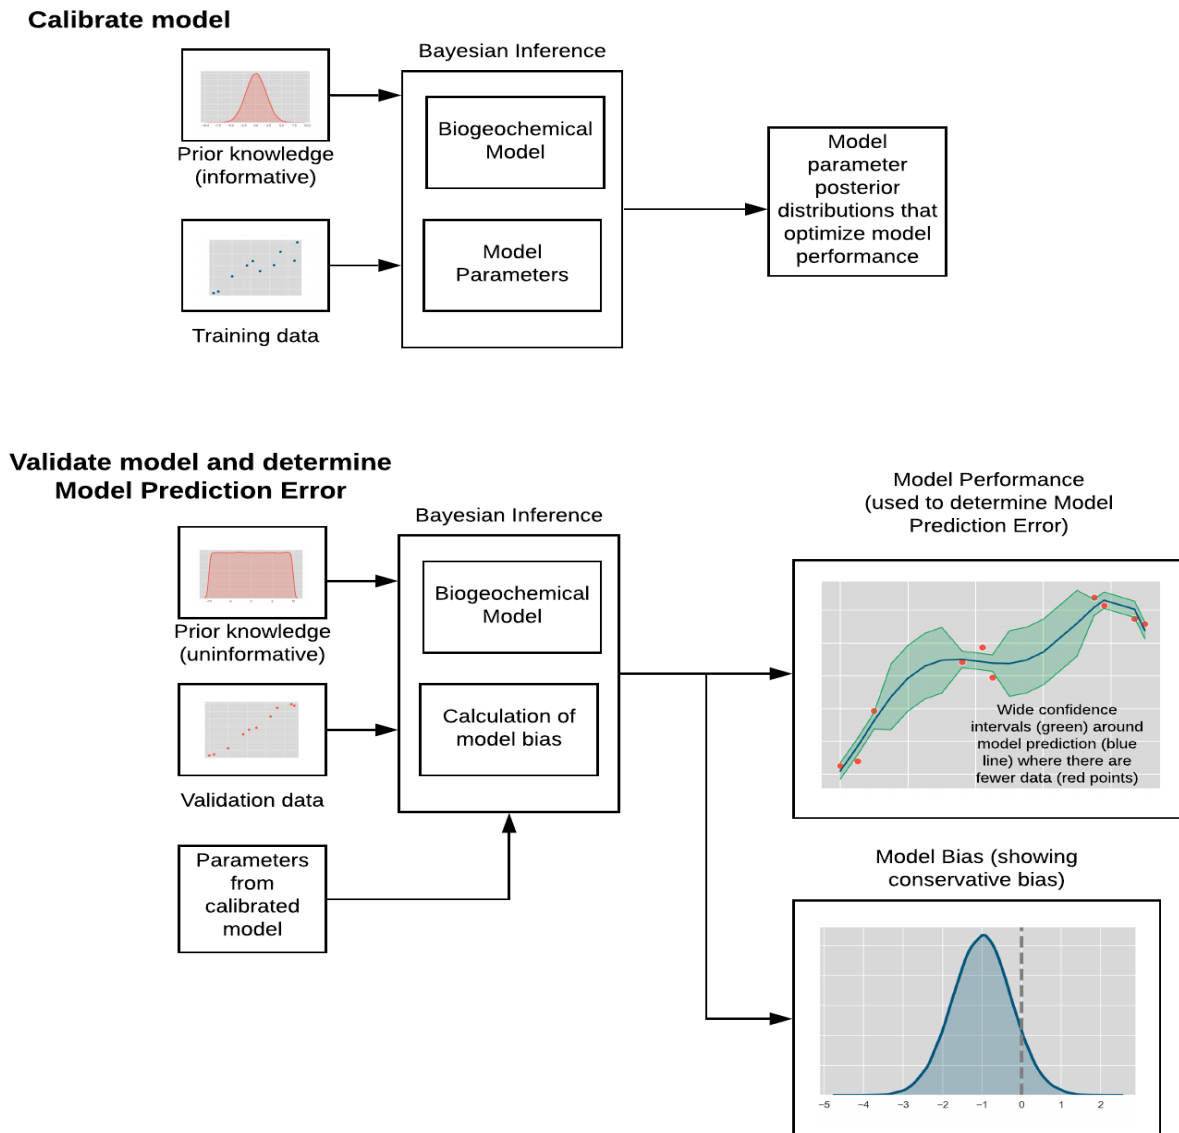 Calibrate model
Bayesian Inference
Prior knowledge
(informative)
Training data
Biogeochemical
Model
Model
Parameters
Model
parameter
posterior
distributions that
optimize model
performance
Validate model and determine
Model Prediction Error
Bayesian Inference
Prior knowledge
(uninformative)
Validation data
Parameters
from
calibrated
model
Biogeochemical
Model
Calculation of
model bias
Model Performance
(used to determine Model
Prediction Error)
Wide confidence
intervals (green) around
model prediction (blue
line) where there are
fewer data (red points)
Model Bias (showing
conservative bias)
−5 −4 −3 −2 −1 0 1 2